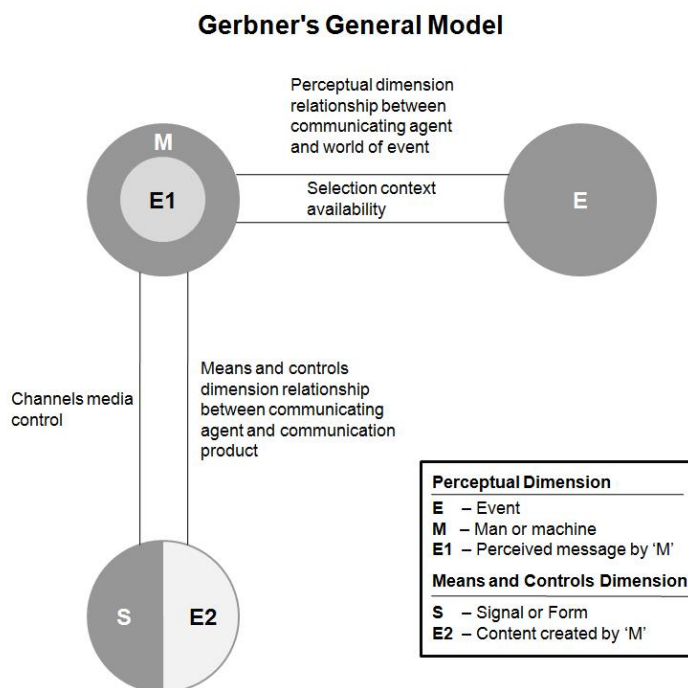 Gerbner's General Model
Perceptual dimension
relationship between
communicating agent
and world of event
M
E1
Selection context
availability
E
Channels media
control
Means and controls
dimension relationship
between communicating
agent and communication
product
S
E2
Perceptual Dimension
E – Event
M – Man or machine
E1 – Perceived message by ‘M’
Means and Controls Dimension
S – Signal or Form
E2 – Content created by ‘M’